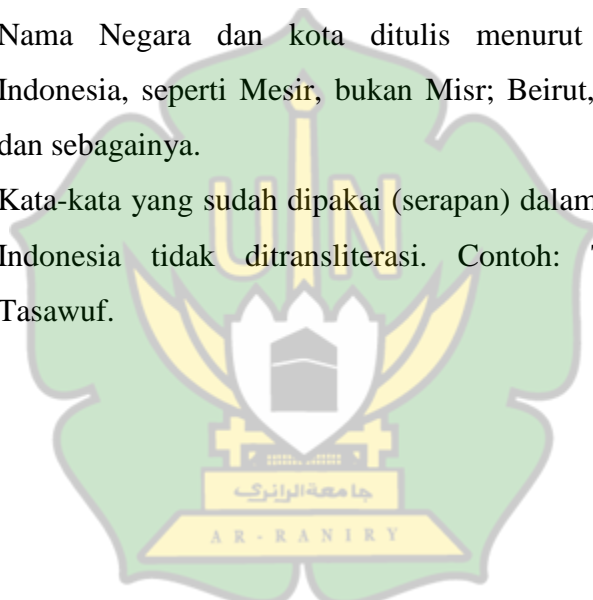 Nama Negara dan kota ditulis menurut
Indonesia, seperti Mesir, bukan Misr; Beirut,
dan sebagainya.
Kata-kata yang sudah dipakai (serapan) dalam
Indonesia tidak ditransliterasi. Contoh:
Tasawuf.
UIN
جامعة الرانري
AR-RANIRY